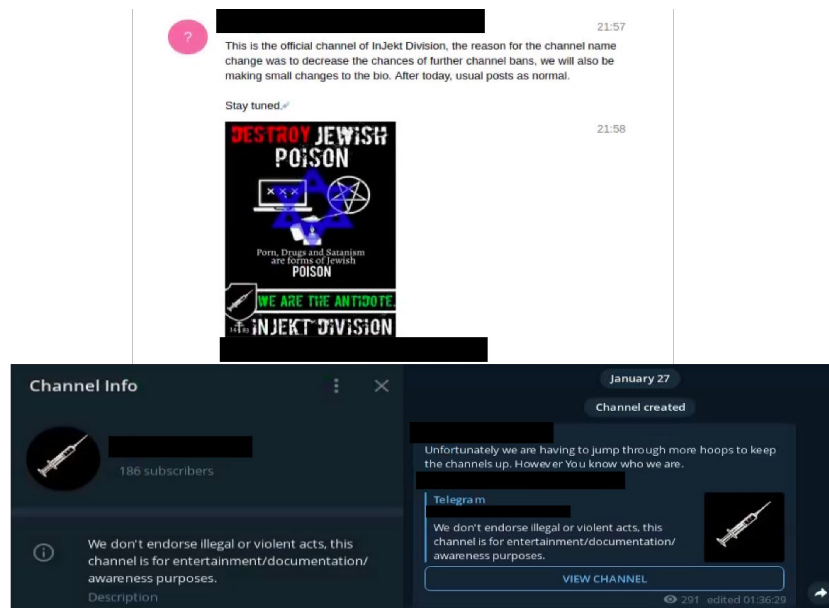 ?
21:57
This is the official channel of InJekt Division, the reason for the channel name
change was to decrease the chances of further channel bans, we will also be
making small changes to the bio. After today, usual posts as normal.
Stay tuned.
21:58
DESTROY JEWISH
POISON
X X X
Porn, Drugs and Satanism
are forms of Jewish
POISON
WE ARE THE ANTIDOTE.
INJEKT DIVISION
Channel Info
186 subscribers
We don't endorse illegal or violent acts, this
channel is for entertainment/documentation/
awareness purposes.
Description
January 27
Channel created
Unfortunately we are having to jump through more hoops to keep
the channels up. However You know who we are.
Telegram
We don't endorse illegal or violent acts, this
channel is for entertainment/documentation/
awareness purposes.
VIEW CHANNEL
291 edited 01:36:29